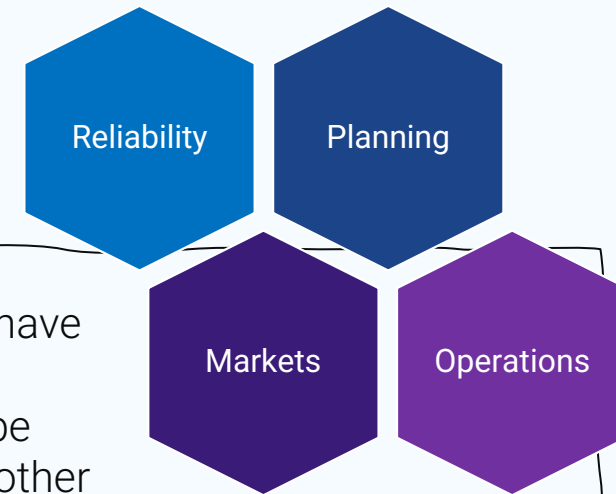 Reliability
Planning
have
Markets
Operations
be
other